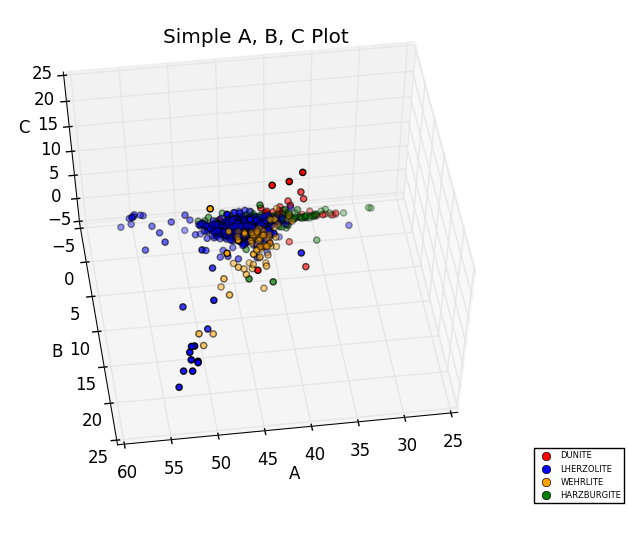 Simple A, B, C Plot
25
20
C 15
10
5
0
−5
−5
0
5
B 10
15
20
25
60 55 50 45 40 35 30 25
A
DUNITE
LHERZOLITE
WEHRLITE
HARZBURGITE